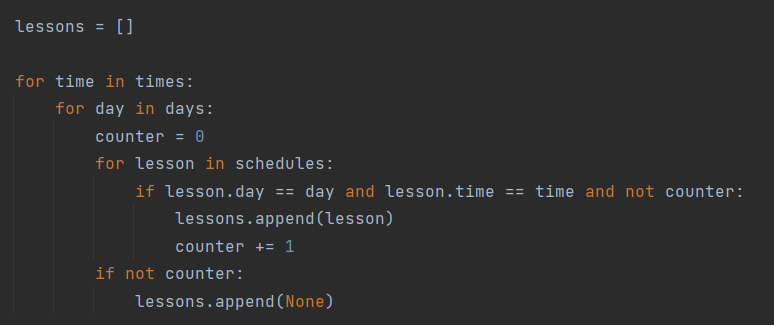 lessons = []
for time in times:
    for day in days:
        counter = 0
        for lesson in schedules:
            if lesson.day == day and lesson.time == time and not counter:
                lessons.append(lesson)
                counter += 1
        if not counter:
            lessons.append(None)